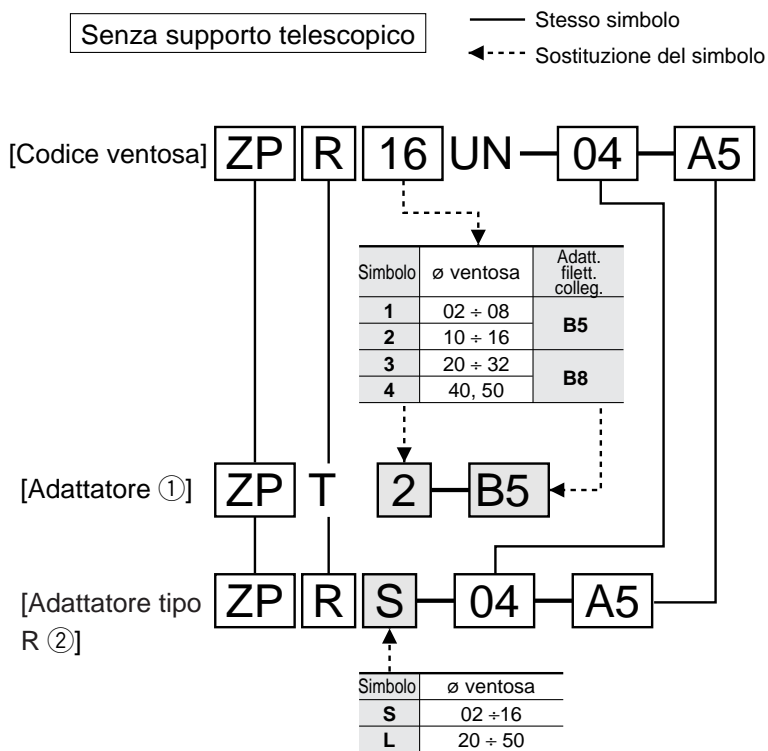 Senza supporto telescopico
Stesso simbolo
Sostituzione del simbolo
[Codice ventosa] ZP R 16 UN 04 A5
Simbolo ø ventosa Adatt. filett. colleg.
1 02 ÷ 08 B5
2 10 ÷ 16
3 20 ÷ 32 B8
4 40, 50
[Adattatore ①] ZP T 2 B5
[Adattatore tipo R ②] ZP R S 04 A5
Simbolo ø ventosa
S 02 ÷16
L 20 ÷ 50